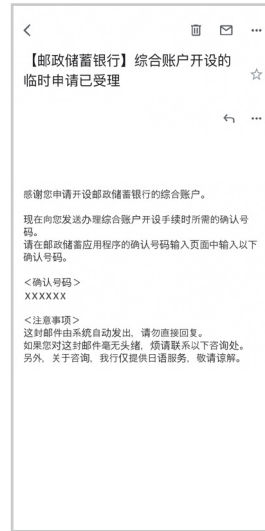 【邮政储蓄银行】综合账户开设的
临时申请已受理
感谢您申请开设邮政储蓄银行的综合账户。
现在向您发送办理综合账户开设手续时所需的确认号
码。
请在邮政储蓄应用程序的确认号码输入页面中输入以下
确认号码。
＜确认号码＞
XXXXXX
＜注意事项＞
这封邮件由系统自动发出，请勿直接回复。
如果您对这封邮件毫无头绪，烦请联系以下咨询处。
另外，关于咨询，我行仅提供日语服务，敬请谅解。